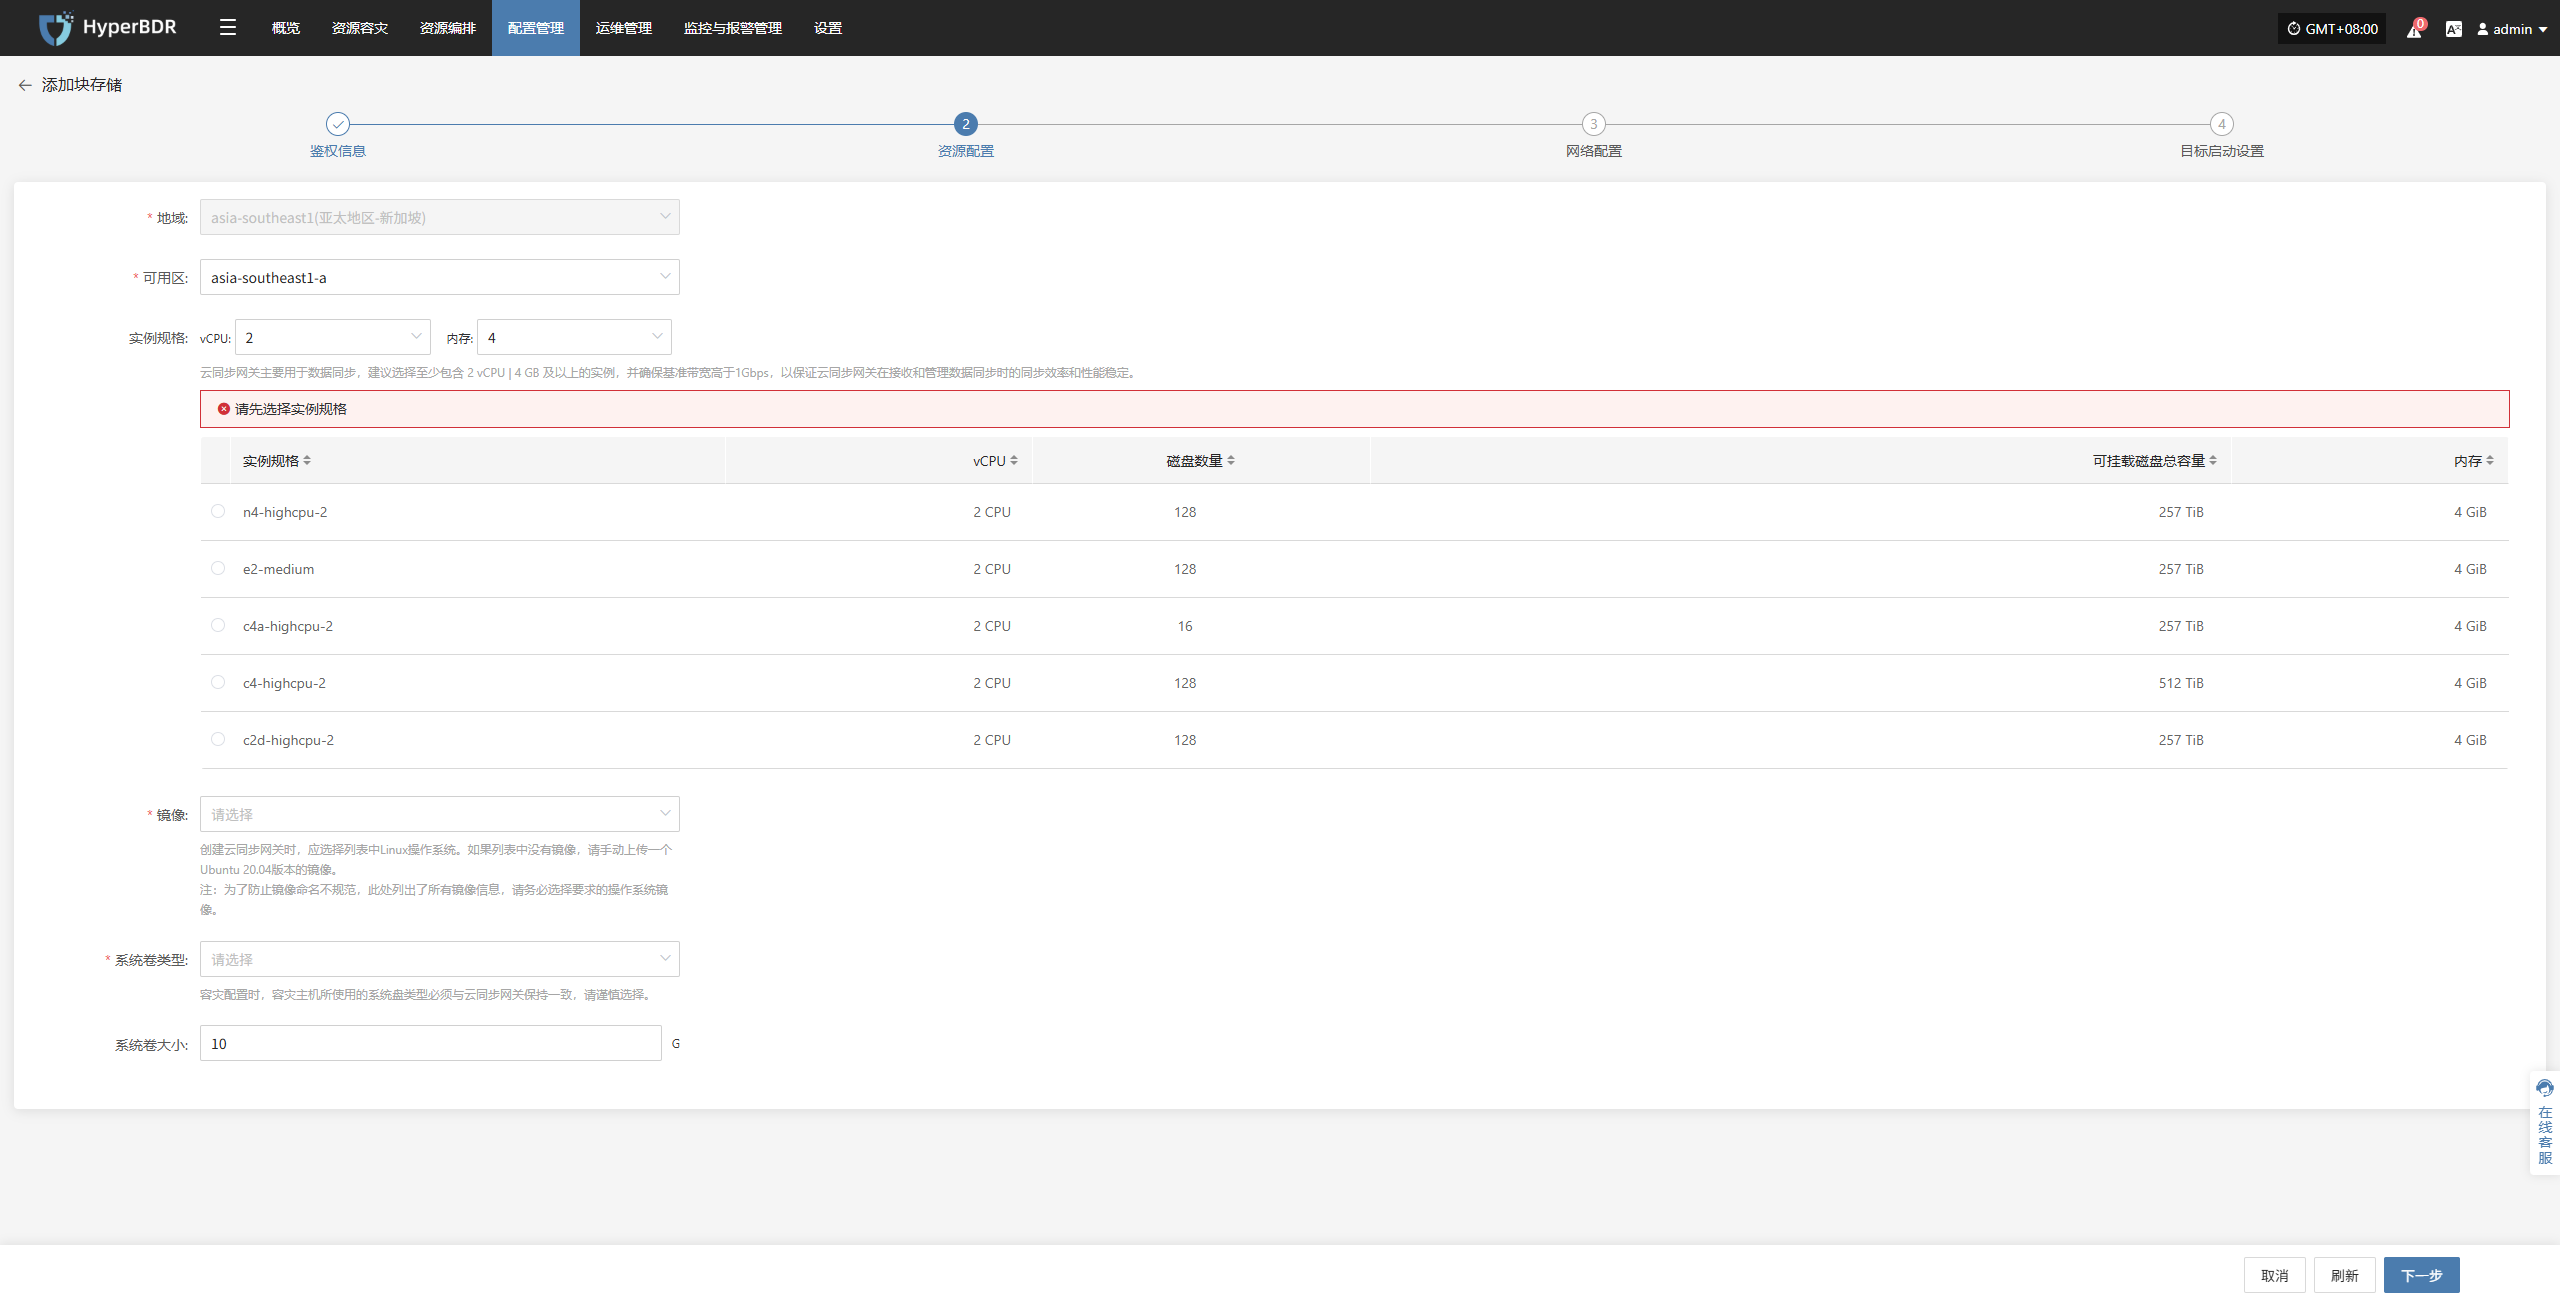 HyperBDR
概览
资源容灾
资源编排
配置管理
运维管理
监控与报警管理
设置
GMT+08:00
0
admin
添加块存储
2
3
4
鉴权信息
资源配置
网络配置
目标启动设置
* 地域: asia-southeast1(亚太地区-新加坡)
* 可用区: asia-southeast1-a
实例规格: vCPU: 2 内存: 4
云同步网关主要用于数据同步，建议选择至少包含 2 vCPU | 4 GB 及以上的实例，并确保基准带宽高于1Gbps，以保证云同步网关在接收和管理数据同步时的同步效率和性能稳定。
请先选择实例规格
实例规格 vCPU 磁盘数量 可挂载磁盘总容量 内存
n4-highcpu-2 2 CPU 128 257 TiB 4 GiB
e2-medium 2 CPU 128 257 TiB 4 GiB
c4a-highcpu-2 2 CPU 16 257 TiB 4 GiB
c4-highcpu-2 2 CPU 128 512 TiB 4 GiB
c2d-highcpu-2 2 CPU 128 257 TiB 4 GiB
* 镜像: 请选择
创建云同步网关时，应选择列表中Linux操作系统。如果列表中没有镜像，请手动上传一个
Ubuntu 20.04版本的镜像。
注：为了防止镜像命名不规范，此处列出了所有镜像信息，请务必选择要求的操作系统镜
像。
* 系统卷类型: 请选择
容灾配置时，容灾主机所使用的系统盘类型必须与云同步网关保持一致，请谨慎选择。
系统卷大小: 10 G
在
线
客
服
取消
刷新
下一步